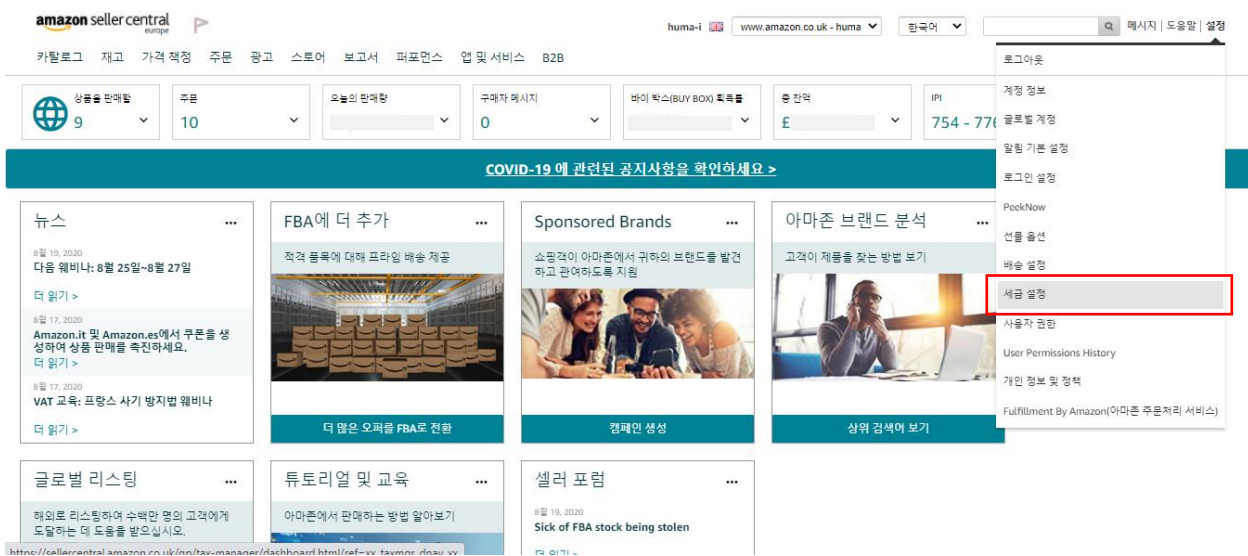 amazon seller central
europe
huma-i
www.amazon.co.uk - huma
한국어
메시지 | 도움말 | 설정
카탈로그 재고 가격 책정 주문 광고 스토어 보고서 퍼포먼스 앱 및 서비스 B2B
로그아웃
계정 정보
글로벌 계정
알림 기본 설정
로그인 설정
PeekNow
선물 옵션
배송 설정
세금 설정
사용자 권한
User Permissions History
개인 정보 및 정책
Fulfillment By Amazon(아마존 주문처리 서비스)
상품을 판매할
9
주문
10
오늘의 판매량
구매자 메시지
0
바이 박스(BUY BOX) 획득률
총 잔액
£
IPI
754 - 776
COVID-19 에 관련된 공지사항을 확인하세요 >
뉴스
8월 19, 2020
다음 웨비나: 8월 25일~8월 27일
더 읽기 >
8월 17, 2020
Amazon.it 및 Amazon.es에서 쿠폰을 생
성하여 상품 판매를 촉진하세요.
더 읽기 >
8월 17, 2020
VAT 교육: 프랑스 사기 방지법 웨비나
더 읽기 >
FBA에 더 추가
적격 품목에 대해 프라임 배송 제공
더 많은 오퍼를 FBA로 전환
Sponsored Brands
쇼핑객이 아마존에서 귀하의 브랜드를 발견
하고 관여하도록 지원
캠페인 생성
아마존 브랜드 분석
고객이 제품을 찾는 방법 보기
상위 검색어 보기
글로벌 리스팅
해외로 리스팅하여 수백만 명의 고객에게
도달하는 데 도움을 받으십시오.
튜토리얼 및 교육
아마존에서 판매하는 방법 알아보기
셀러 포럼
8월 19, 2020
Sick of FBA stock being stolen
더 읽기 >
https://sellercentral.amazon.co.uk/gp/tax-manager/dashboard.html/ref=xx_taxmgr_dnav_xx